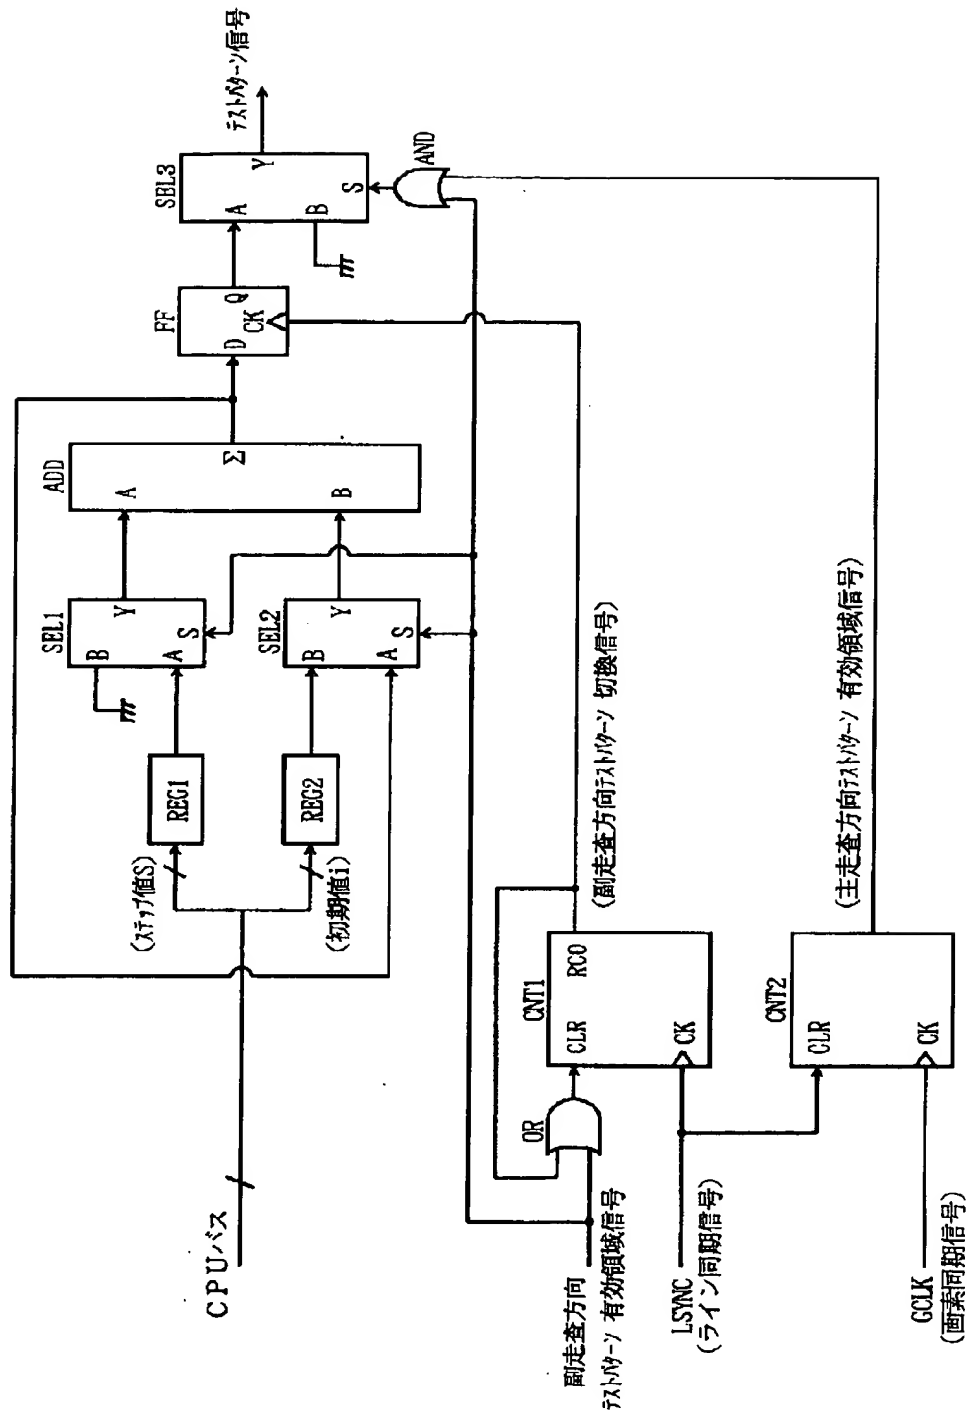 CPUバス
(ステップ値S)
(初期値i)
REG1
REG2
SEL1
B
A
Y
S
SEL2
B
A
Y
S
ADD
A
B
Σ
FF
D
Q
CK
SEL3
A
B
Y
S
テストパターン信号
AND
副走査方向
テストパターン 有効領域信号
OR
CNT1
CLR
RCO
CK
(副走査方向テストパターン 切換信号)
LSYNC
(ライン同期信号)
CNT2
CLR
CK
(主走査方向テストパターン 有効領域信号)
GCLK
(画素同期信号)